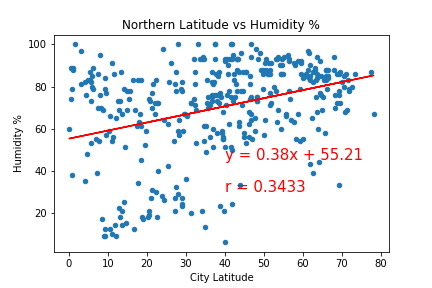 Northern Latitude vs Humidity %
100
80
60
40
20
Humidity %
y = 0.38x + 55.21
r = 0.3433
0 10 20 30 40 50 60 70 80
City Latitude